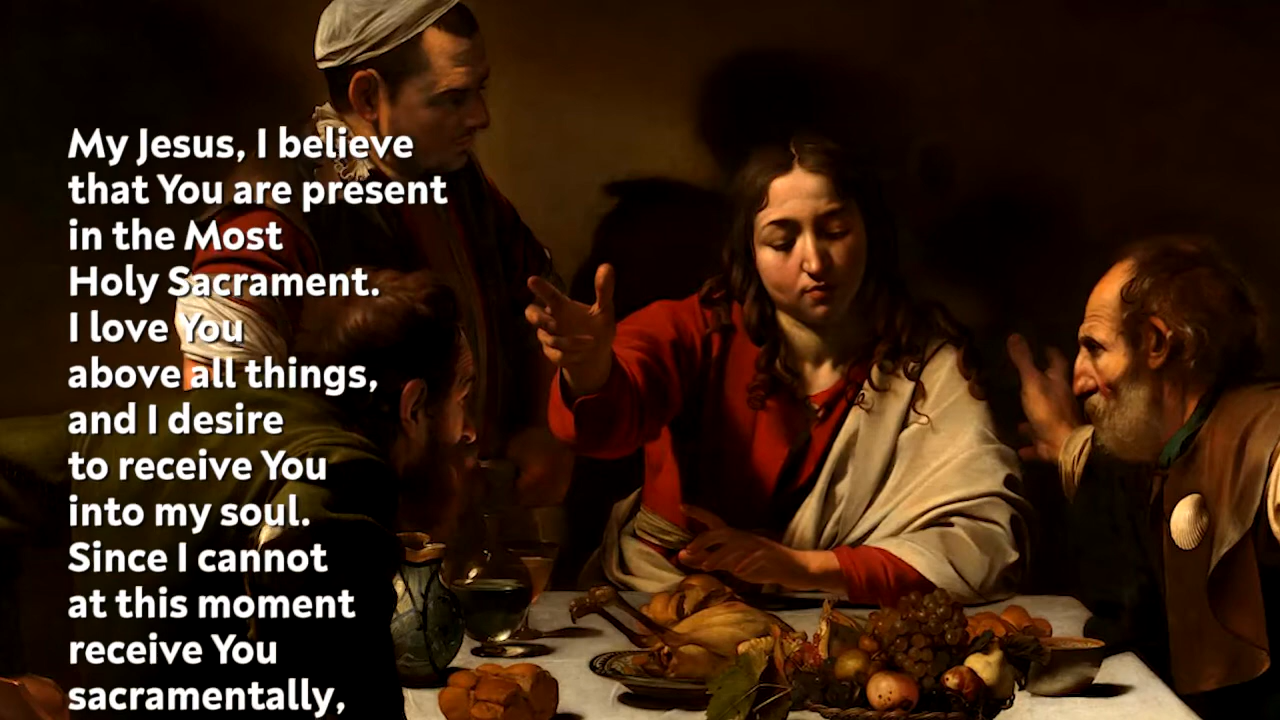 My Jesus, I believe
that You are present
in the Most
Holy Sacrament.
I love You
above all things,
and I desire
to receive You
into my soul.
Since I cannot
at this moment
receive You
sacramentally,